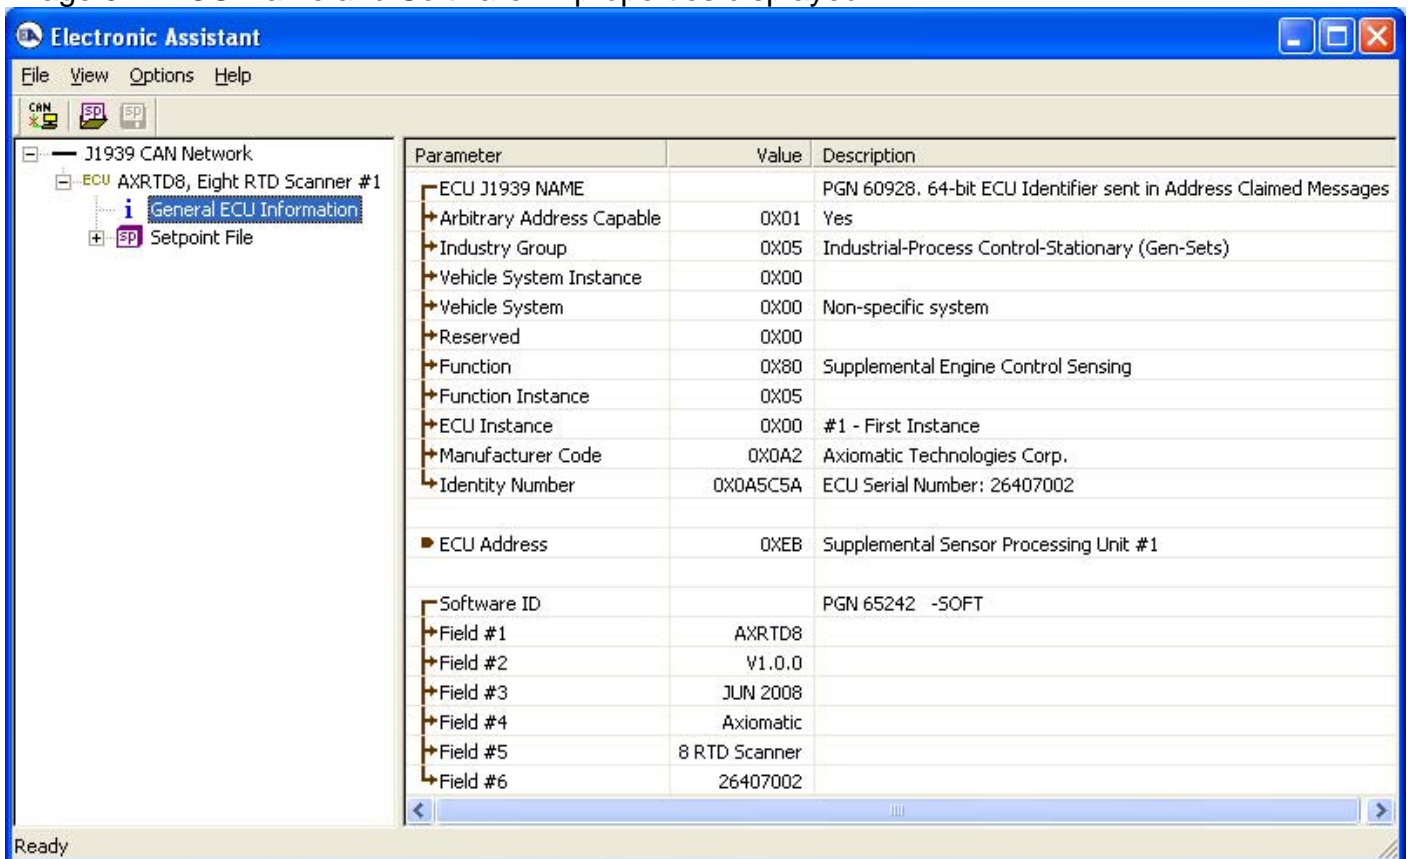 Electronic Assistant
File View Options Help
CAN SP SP
J1939 CAN Network
ECU AXRTD8, Eight RTD Scanner #1
i General ECU Information
SP Setpoint File
Parameter Value Description
ECU J1939 NAME PGN 60928. 64-bit ECU Identifier sent in Address Claimed Messages
Arbitrary Address Capable 0X01 Yes
Industry Group 0X05 Industrial-Process Control-Stationary (Gen-Sets)
Vehicle System Instance 0X00
Vehicle System 0X00 Non-specific system
Reserved 0X00
Function 0X80 Supplemental Engine Control Sensing
Function Instance 0X05
ECU Instance 0X00 #1 - First Instance
Manufacturer Code 0X0A2 Axiomatic Technologies Corp.
Identity Number 0X0A5C5A ECU Serial Number: 26407002
ECU Address 0XEB Supplemental Sensor Processing Unit #1
Software ID PGN 65242 -SOFT
Field #1 AXRTD8
Field #2 V1.0.0
Field #3 JUN 2008
Field #4 Axiomatic
Field #5 8 RTD Scanner
Field #6 26407002
Ready